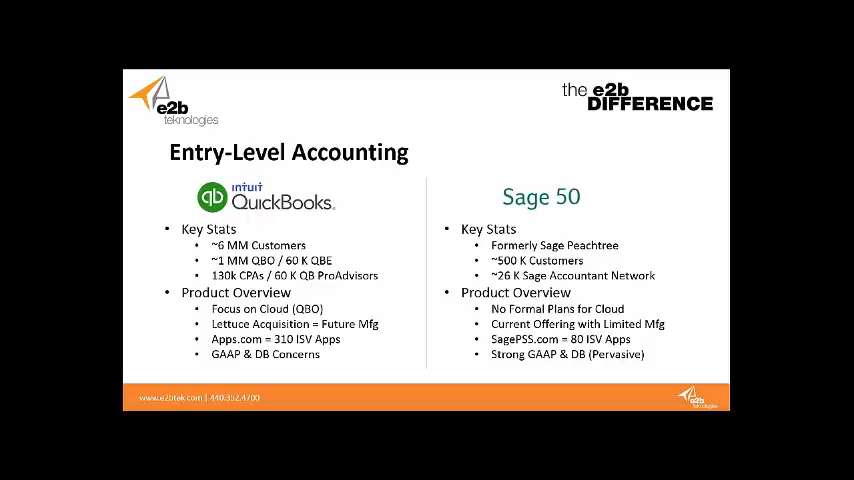 e2b
teknologies
the e2b
DIFFERENCE
Entry-Level Accounting
qb intuit
QuickBooks.
• Key Stats
• ~6 MM Customers
• ~1 MM QBO / 60 K QBE
• 130k CPAs / 60 K QB ProAdvisors
• Product Overview
• Focus on Cloud (QBO)
• Lettuce Acquisition = Future Mfg
• Apps.com = 310 ISV Apps
• GAAP & DB Concerns
Sage 50
• Key Stats
• Formerly Sage Peachtree
• ~500 K Customers
• ~26 K Sage Accountant Network
• Product Overview
• No Formal Plans for Cloud
• Current Offering with Limited Mfg
• SagePSS.com = 80 ISV Apps
• Strong GAAP & DB (Pervasive)
www.e2btek.com | 440.352.4700
e2b
teknologies